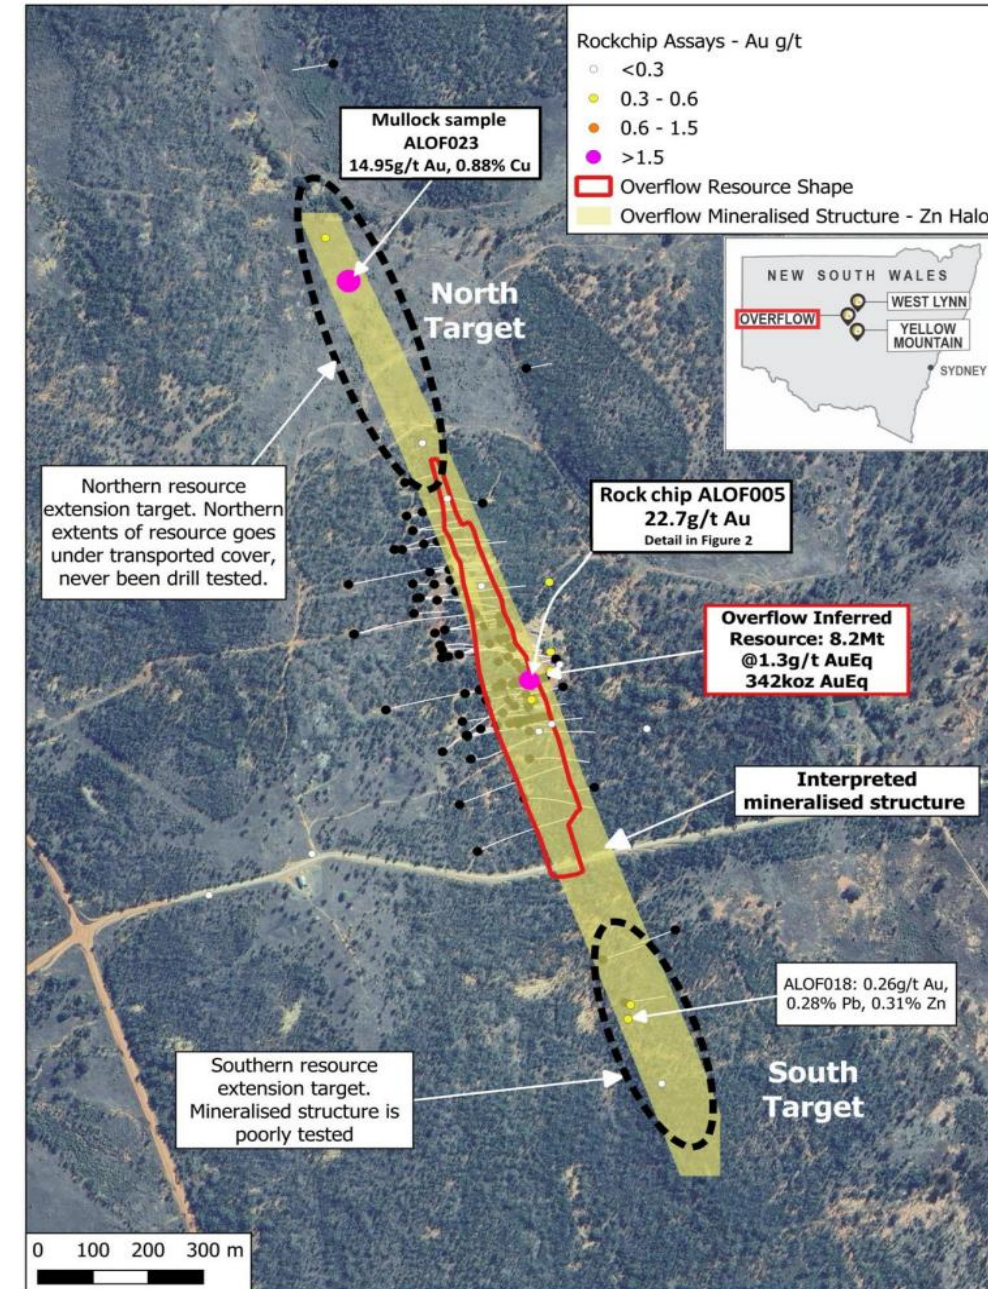 Rockchip Assays - Au g/t
<0.3
0.3 - 0.6
0.6 - 1.5
>1.5
Overflow Resource Shape
Overflow Mineralised Structure - Zn Halo
Mullock sample
ALOF023
14.95g/t Au, 0.88% Cu
NEW SOUTH WALES
WEST LYNN
OVERFLOW
YELLOW
MOUNTAIN
SYDNEY
North
Target
Northern resource
extension target. Northern
extents of resource goes
under transported cover,
never been drill tested.
Rock chip ALOF005
22.7g/t Au
Detail in Figure 2
Overflow Inferred
Resource: 8.2Mt
@1.3g/t AuEq
342koz AuEq
Interpreted
mineralised structure
ALOF018: 0.26g/t Au,
0.28% Pb, 0.31% Zn
Southern resource
extension target.
Mineralised structure is
poorly tested
South
Target
0 100 200 300 m